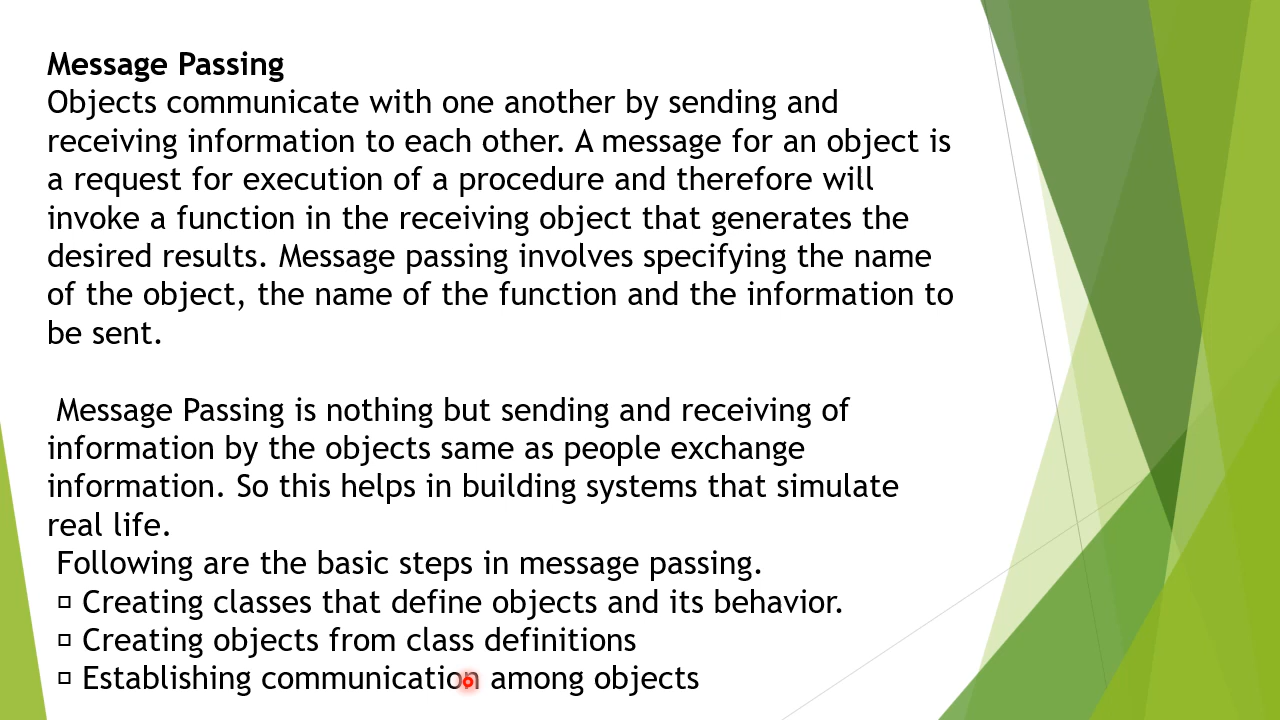 Message Passing
Objects communicate with one another by sending and
receiving information to each other. A message for an object is
a request for execution of a procedure and therefore will
invoke a function in the receiving object that generates the
desired results. Message passing involves specifying the name
of the object, the name of the function and the information to
be sent.
Message Passing is nothing but sending and receiving of
information by the objects same as people exchange
information. So this helps in building systems that simulate
real life.
Following are the basic steps in message passing.
Creating classes that define objects and its behavior.
Creating objects from class definitions
Establishing communication among objects